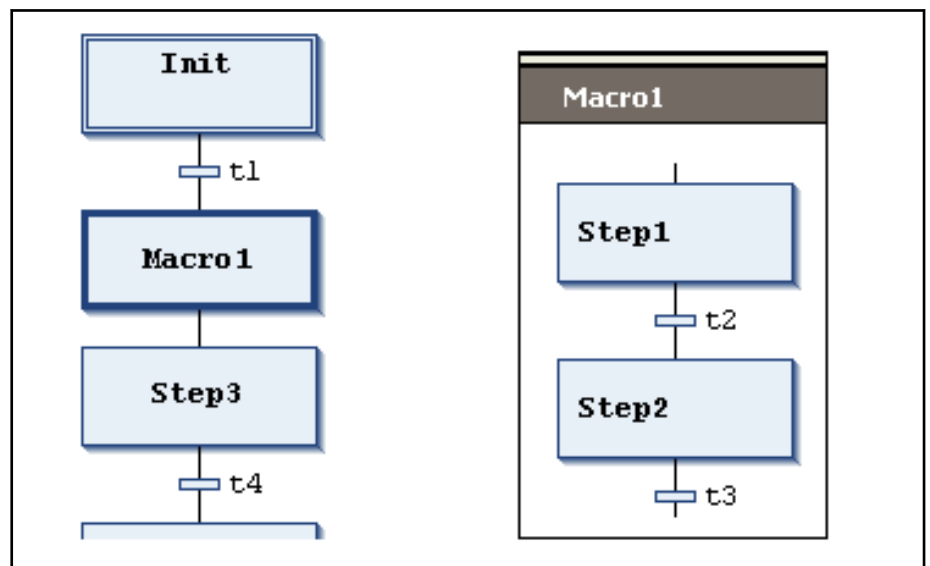 Init
t1
Macro1
Step3
t4
Macro1
Step1
t2
Step2
t3